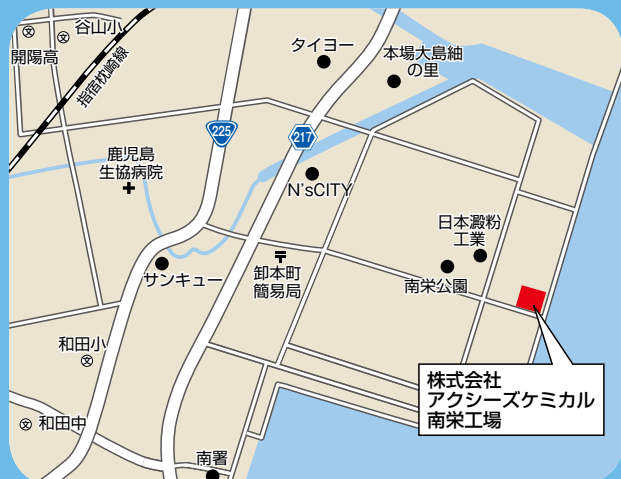 谷山小
開陽高
指宿枕崎線
タイヨー
本場大島紬
の里
225
217
鹿児島
生協病院
N'sCITY
日本澱粉
工業
サンキュー
卸本町
簡易局
南栄公園
和田小
株式会社
アクシーズケミカル
南栄工場
和田中
南署